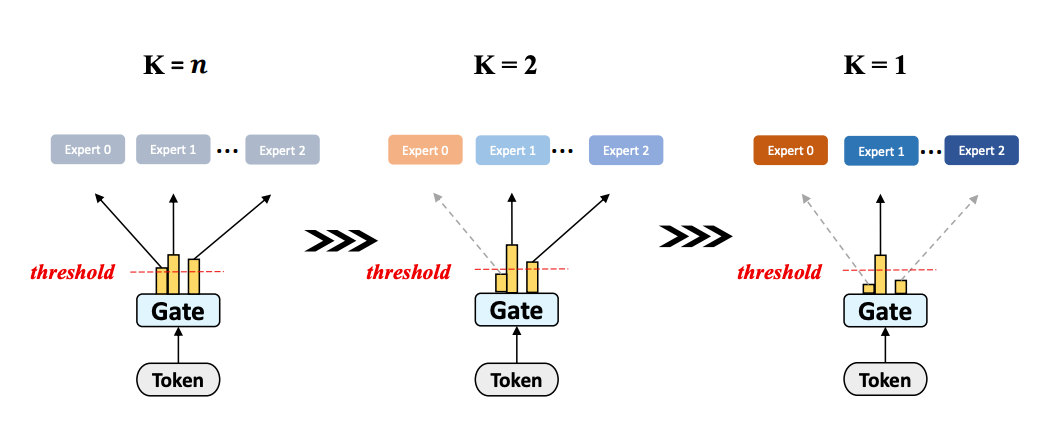 K = n
K = 2
K = 1
Expert 0 Expert 1 ••• Expert 2
Expert 0 Expert 1 ••• Expert 2
Expert 0 Expert 1 ••• Expert 2
threshold
threshold
threshold
Gate
Gate
Gate
Token
Token
Token